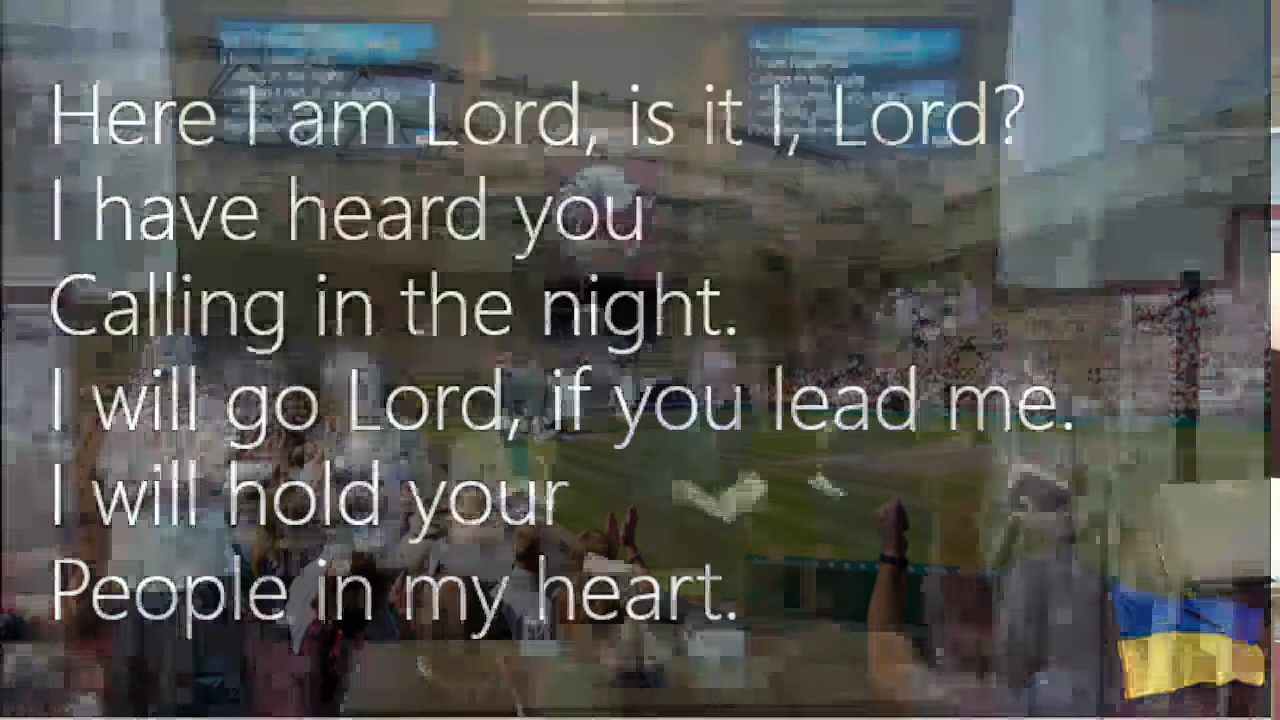 Here I am Lord, is it I, Lord?
I have heard you
Calling in the night.
I will go Lord, if you lead me.
I will hold your
People in my heart.